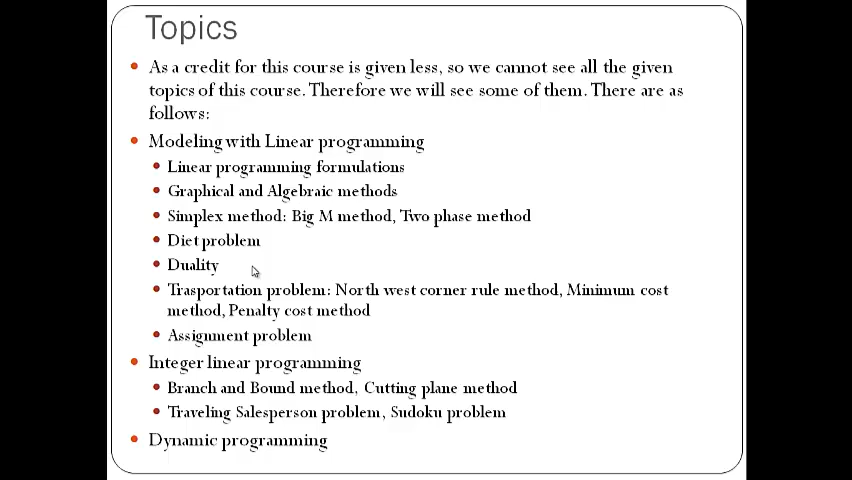 Topics
As a credit for this course is given less, so we cannot see all the given
topics of this course. Therefore we will see some of them. There are as
follows:
Modeling with Linear programming
Linear programming formulations
Graphical and Algebraic methods
Simplex method: Big M method, Two phase method
Diet problem
Duality
Trasportation problem: North west corner rule method, Minimum cost
method, Penalty cost method
Assignment problem
Integer linear programming
Branch and Bound method, Cutting plane method
Traveling Salesperson problem, Sudoku problem
Dynamic programming